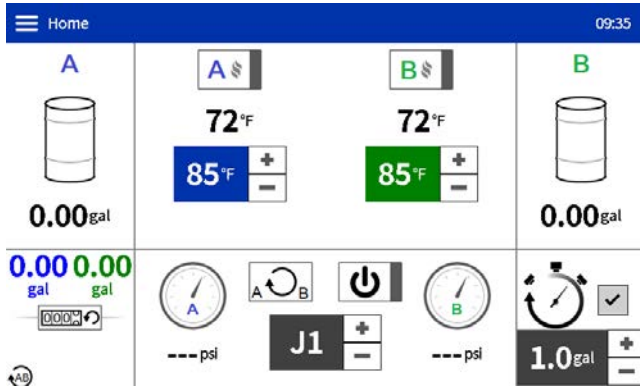 Home 09:35
A
A
B
B
72°F
72°F
85°F + −
85°F + −
0.00gal
0.00gal
0.00 0.00
gal gal
A
A B
B
--- psi
J1 + −
--- psi
1.0gal + −
AB